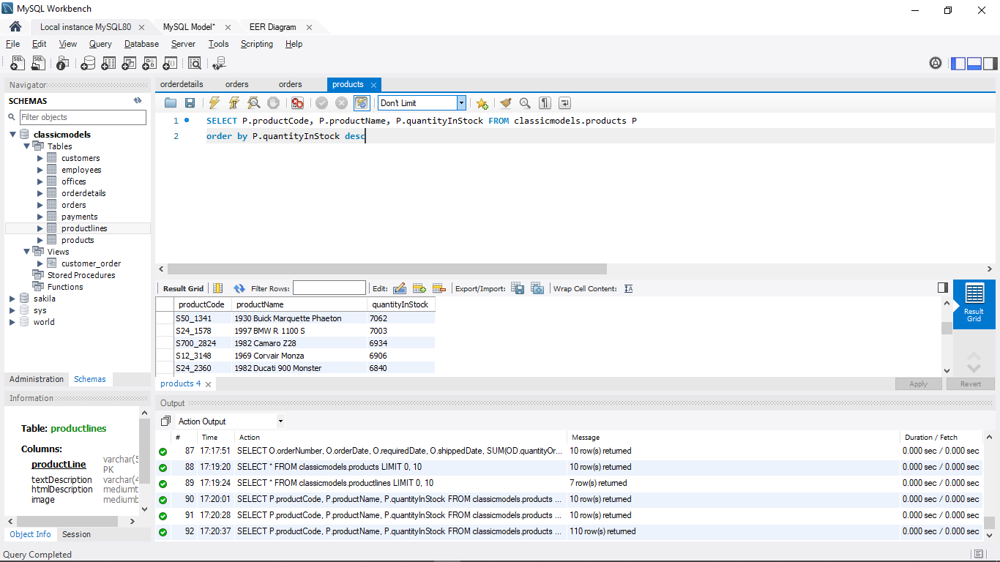 MySQL Workbench
Local instance MySQL80 MySQL Model* EER Diagram
File Edit View Query Database Server Tools Scripting Help
Navigator
SCHEMAS
Filter objects
classicmodels
Tables
customers
employees
offices
orderdetails
orders
payments
productlines
products
Views
customer_order
Stored Procedures
Functions
sakila
sys
world
Administration Schemas
Information
Table: productlines
Columns:
productLine varchar(5
PK
textDescription varchar(4
htmlDescription mediumt
image mediumb
Object Info Session
orderdetails orders orders products
Don't Limit
1 SELECT P.productCode, P.productName, P.quantityInStock FROM classicmodels.products P
2 order by P.quantityInStock desc
Result Grid Filter Rows: Edit: Export/Import: Wrap Cell Content:
productCode productName quantityInStock
S50_1341 1930 Buick Marquette Phaeton 7062
S24_1578 1997 BMW R 1100 S 7003
S700_2824 1982 Camaro Z28 6934
S12_3148 1969 Corvair Monza 6906
S24_2360 1982 Ducati 900 Monster 6840
Result
Grid
products 4 Apply Revert
Output
Action Output
# Time Action Message Duration / Fetch
87 17:17:51 SELECT O.orderNumber, O.orderDate, O.requiredDate, O.shippedDate, SUM(OD.quantityOr... 10 row(s) returned 0.000 sec / 0.000 sec
88 17:19:20 SELECT * FROM classicmodels.products LIMIT 0, 10 10 row(s) returned 0.000 sec / 0.000 sec
89 17:19:24 SELECT * FROM classicmodels.productlines LIMIT 0, 10 7 row(s) returned 0.000 sec / 0.000 sec
90 17:20:01 SELECT P.productCode, P.productName, P.quantityInStock FROM classicmodels.products ... 10 row(s) returned 0.000 sec / 0.000 sec
91 17:20:28 SELECT P.productCode, P.productName, P.quantityInStock FROM classicmodels.products ... 10 row(s) returned 0.000 sec / 0.000 sec
92 17:20:37 SELECT P.productCode, P.productName, P.quantityInStock FROM classicmodels.products ... 110 row(s) returned 0.000 sec / 0.000 sec
Query Completed